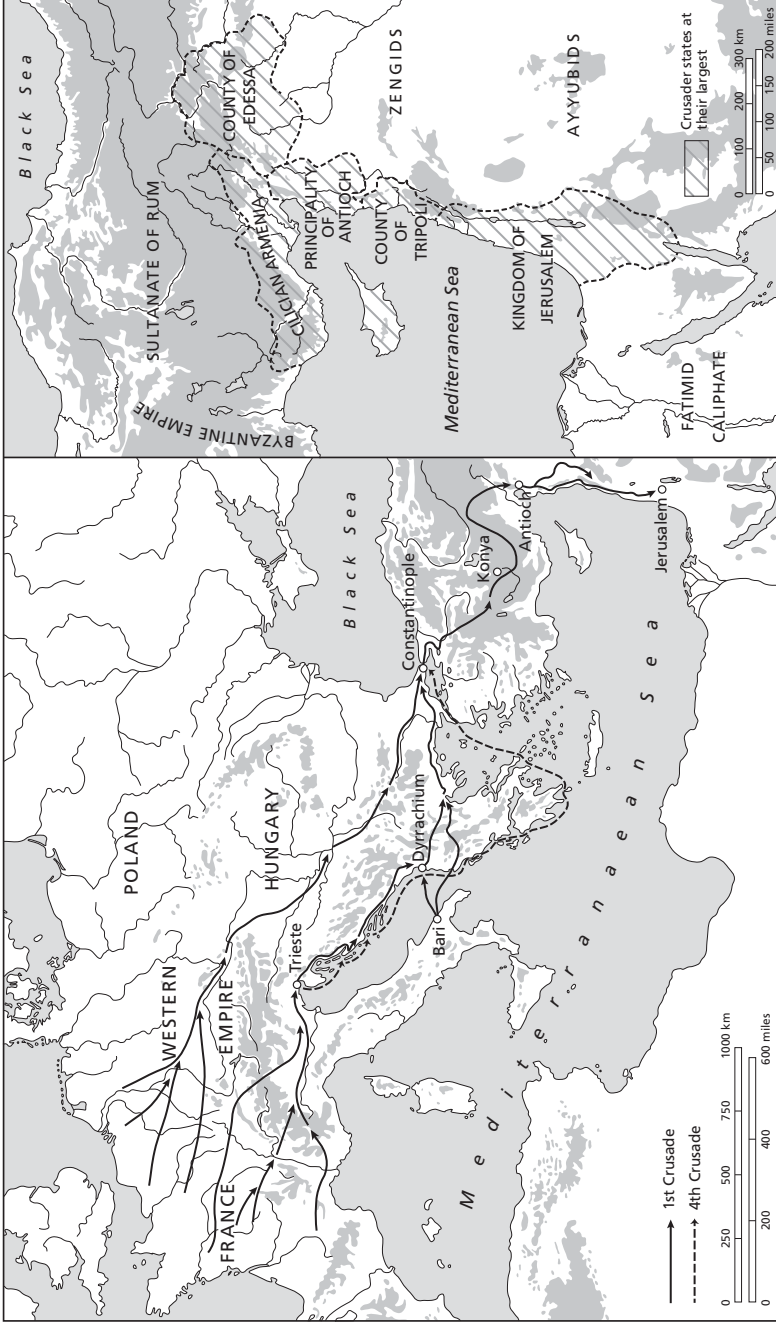 POLAND
WESTERN
EMPIRE
HUNGARY
FRANCE
Trieste
Black Sea
Constantinople
Dyrrachium
Bari
Konya
Antioch
Jerusalem
Mediterranean Sea
1st Crusade
4th Crusade
0 250 500 750 1000 km
0 200 400 600 miles
Black Sea
SULTANATE OF RUM
BYZANTINE EMPIRE
COUNTY OF
EDESSA
CILICIAN ARMENIA
PRINCIPALITY
OF
ANTIOCH
COUNTY
OF
TRIPOLI
ZENGIDS
AYYUBIDS
Mediterranean Sea
KINGDOM OF
JERUSALEM
FATIMID
CALIPHATE
Crusader states at
their largest
0 100 200 300 km
0 50 100 150 200 miles